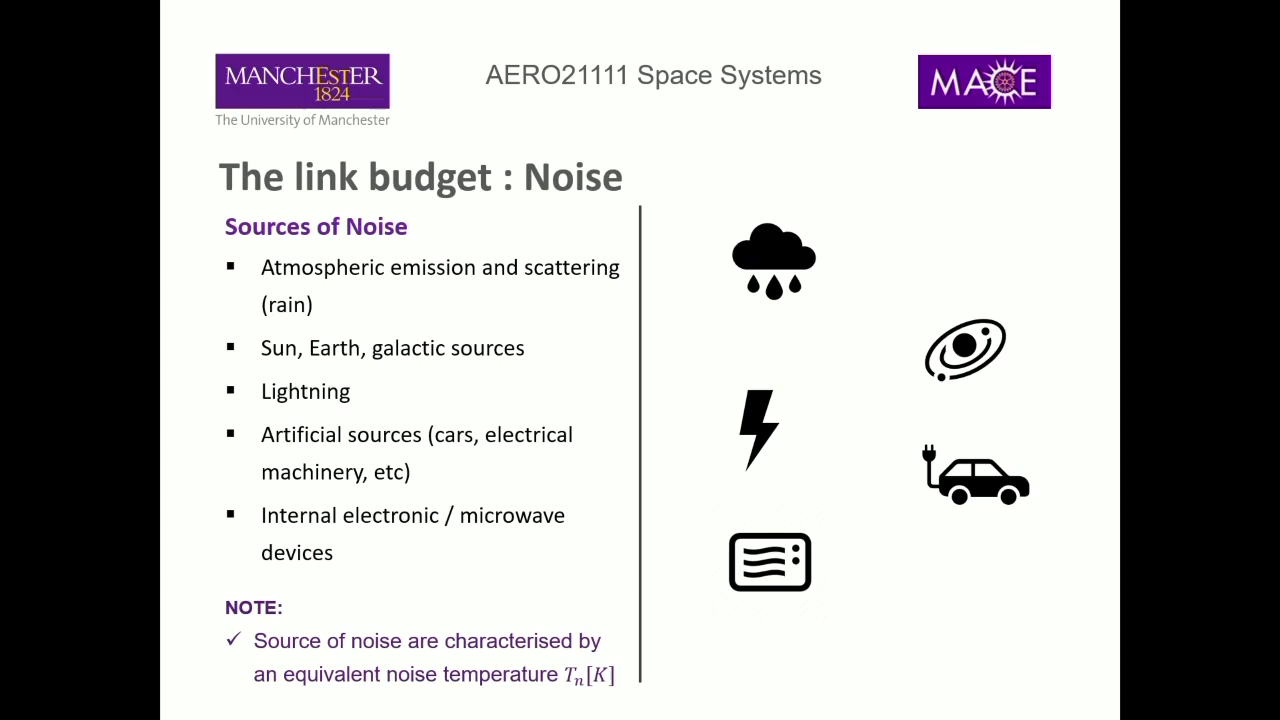 MANCHESTER
1824
The University of Manchester
AERO21111 Space Systems
MACE
The link budget : Noise
Sources of Noise
▪ Atmospheric emission and scattering
(rain)
▪ Sun, Earth, galactic sources
▪ Lightning
▪ Artificial sources (cars, electrical
machinery, etc)
▪ Internal electronic / microwave
devices
NOTE:
✓ Source of noise are characterised by
an equivalent noise temperature Tₙ[K]